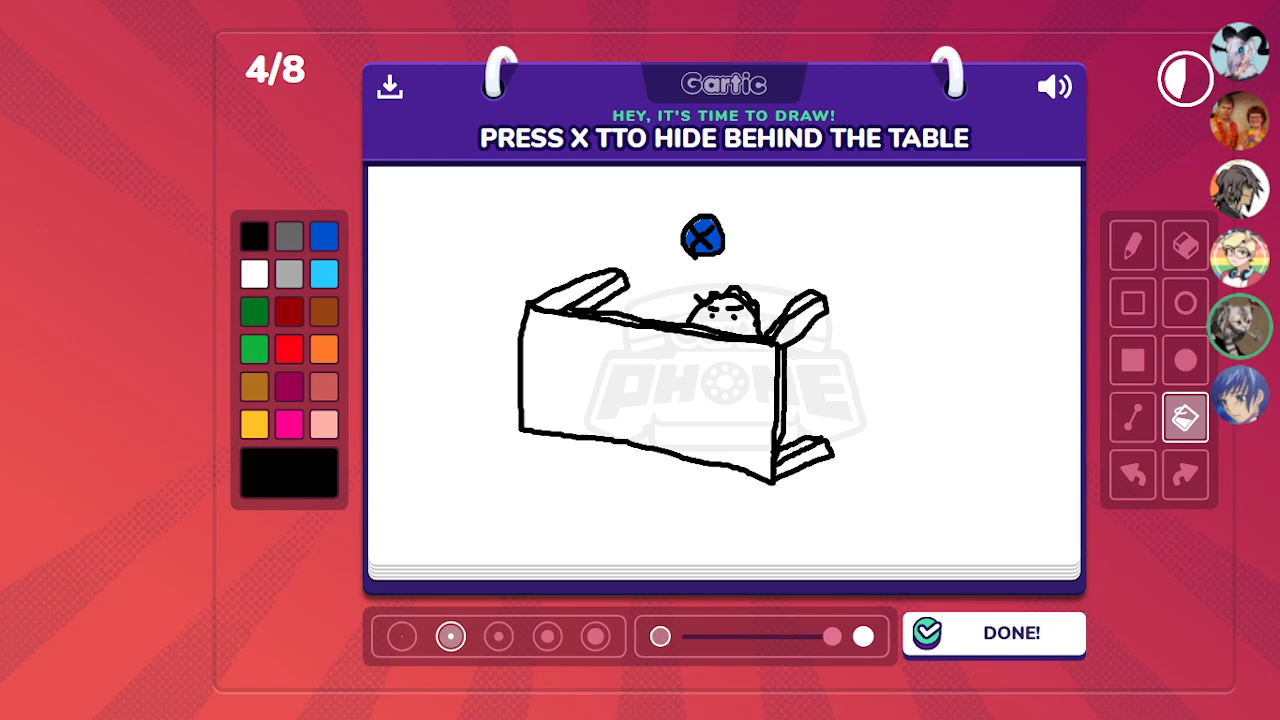 4/8
Gartic
HEY, IT'S TIME TO DRAW!
PRESS X TTO HIDE BEHIND THE TABLE
X
PHONE
DONE!